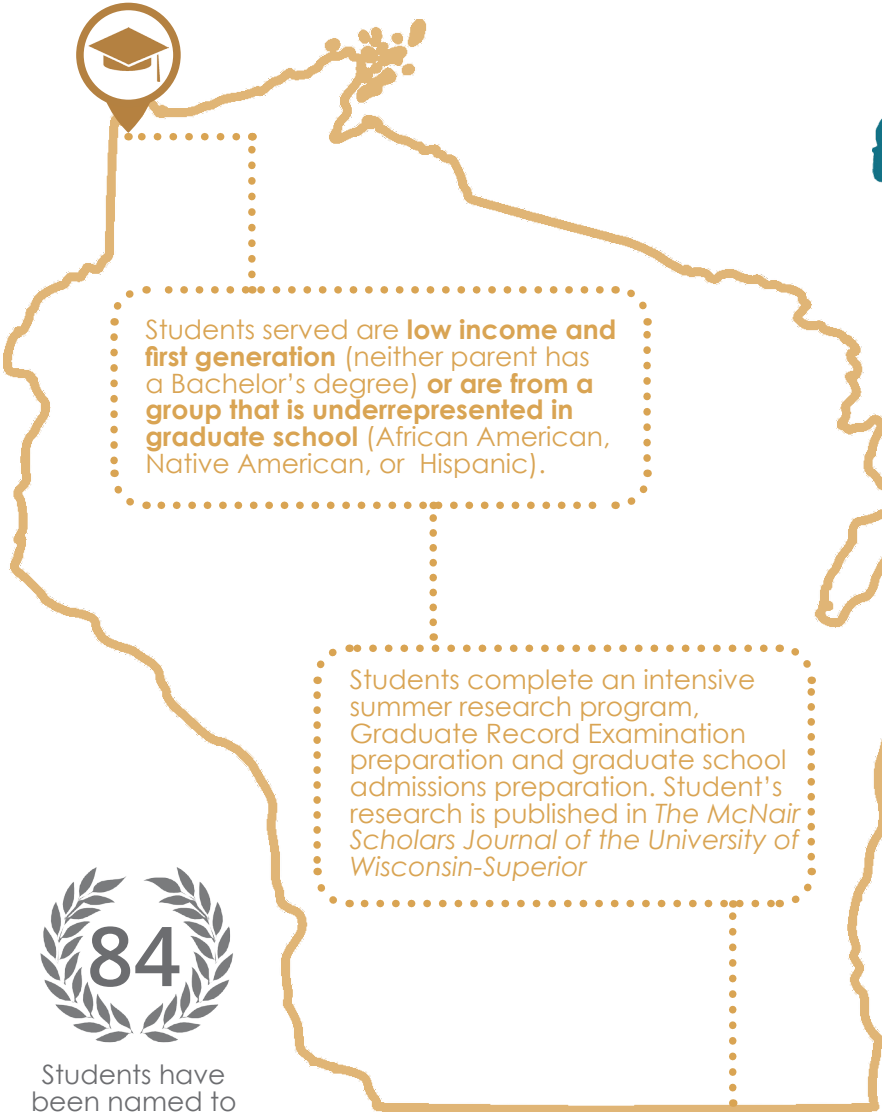 Students served are low income and
first generation (neither parent has
a Bachelor's degree) or are from a
group that is underrepresented in
graduate school (African American,
Native American, or  Hispanic).
Students complete an intensive
summer research program,
Graduate Record Examination
preparation and graduate school
admissions preparation. Student's
research is published in The McNair
Scholars Journal of the University of
Wisconsin-Superior
84
Students have
been named to